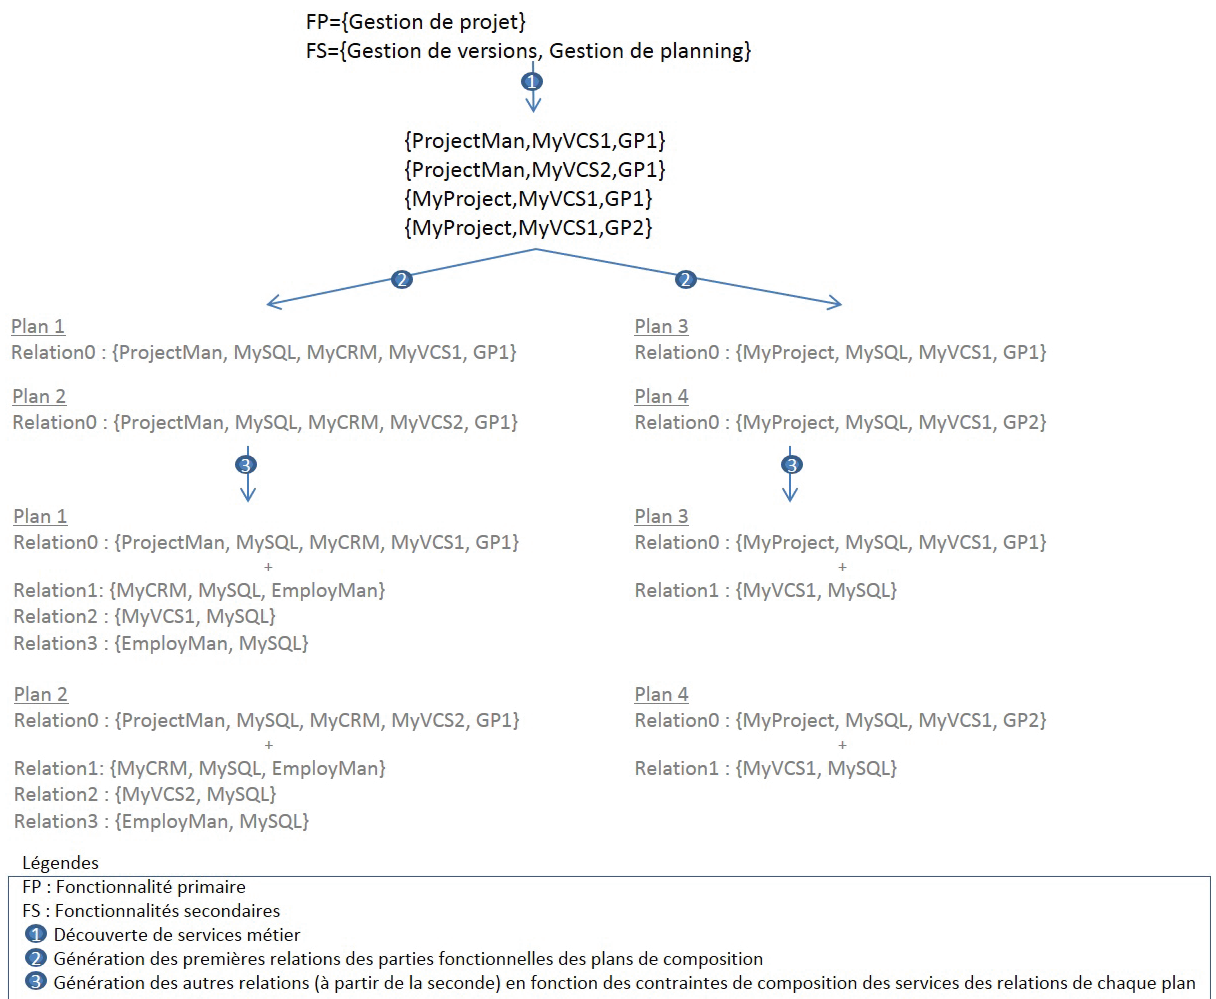 FP={Gestion de projet}
FS={Gestion de versions, Gestion de planning}
1
{ProjectMan,MyVCS1,GP1}
{ProjectMan,MyVCS2,GP1}
{MyProject,MyVCS1,GP1}
{MyProject,MyVCS1,GP2}
2
2
Plan 1
Relation0 : {ProjectMan, MySQL, MyCRM, MyVCS1, GP1}
Plan 2
Relation0 : {ProjectMan, MySQL, MyCRM, MyVCS2, GP1}
Plan 3
Relation0 : {MyProject, MySQL, MyVCS1, GP1}
Plan 4
Relation0 : {MyProject, MySQL, MyVCS1, GP2}
3
3
Plan 1
Relation0 : {ProjectMan, MySQL, MyCRM, MyVCS1, GP1}
+
Relation1: {MyCRM, MySQL, EmployMan}
Relation2 : {MyVCS1, MySQL}
Relation3 : {EmployMan, MySQL}
Plan 2
Relation0 : {ProjectMan, MySQL, MyCRM, MyVCS2, GP1}
+
Relation1: {MyCRM, MySQL, EmployMan}
Relation2 : {MyVCS2, MySQL}
Relation3 : {EmployMan, MySQL}
Plan 3
Relation0 : {MyProject, MySQL, MyVCS1, GP1}
+
Relation1 : {MyVCS1, MySQL}
Plan 4
Relation0 : {MyProject, MySQL, MyVCS1, GP2}
+
Relation1 : {MyVCS1, MySQL}
Légendes
FP : Fonctionnalité primaire
FS : Fonctionnalités secondaires
1 Découverte de services métier
2 Génération des premières relations des parties fonctionnelles des plans de composition
3 Génération des autres relations (à partir de la seconde) en fonction des contraintes de composition des services des relations de chaque plan